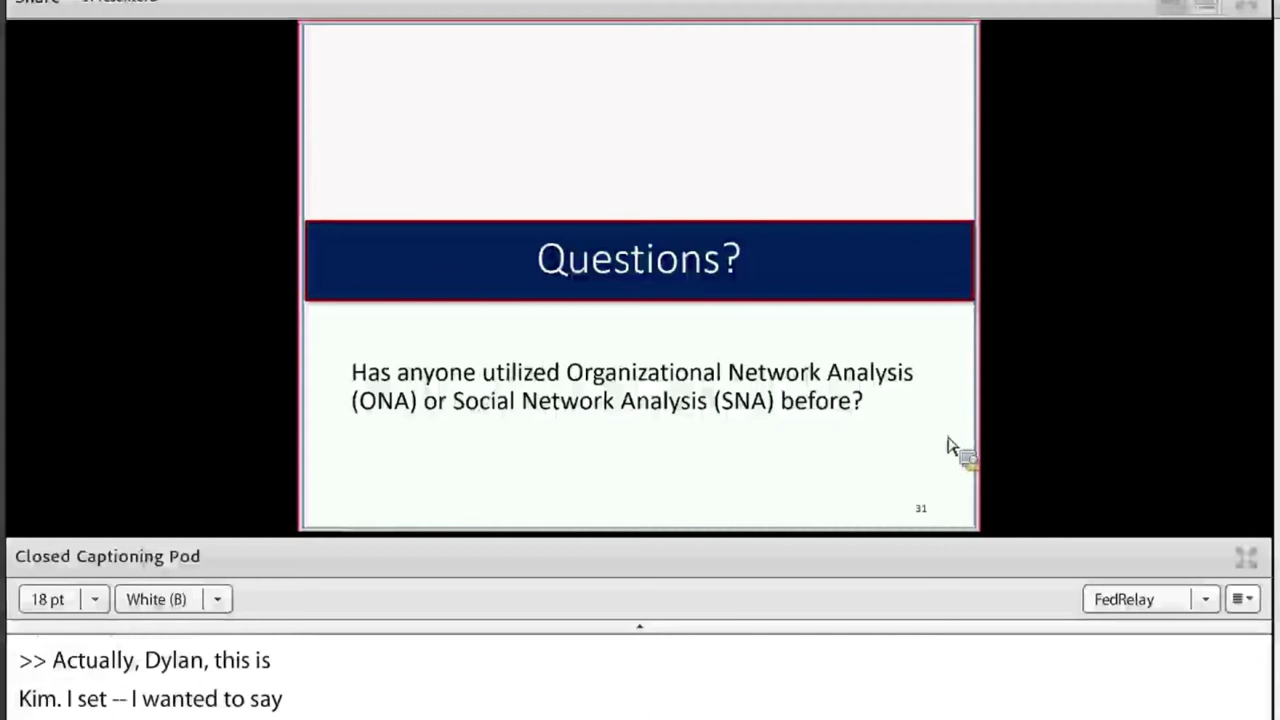 Questions?
Has anyone utilized Organizational Network Analysis
(ONA) or Social Network Analysis (SNA) before?
31
Closed Captioning Pod
18 pt
White (B)
FedRelay
>> Actually, Dylan, this is
Kim. I set -- I wanted to say